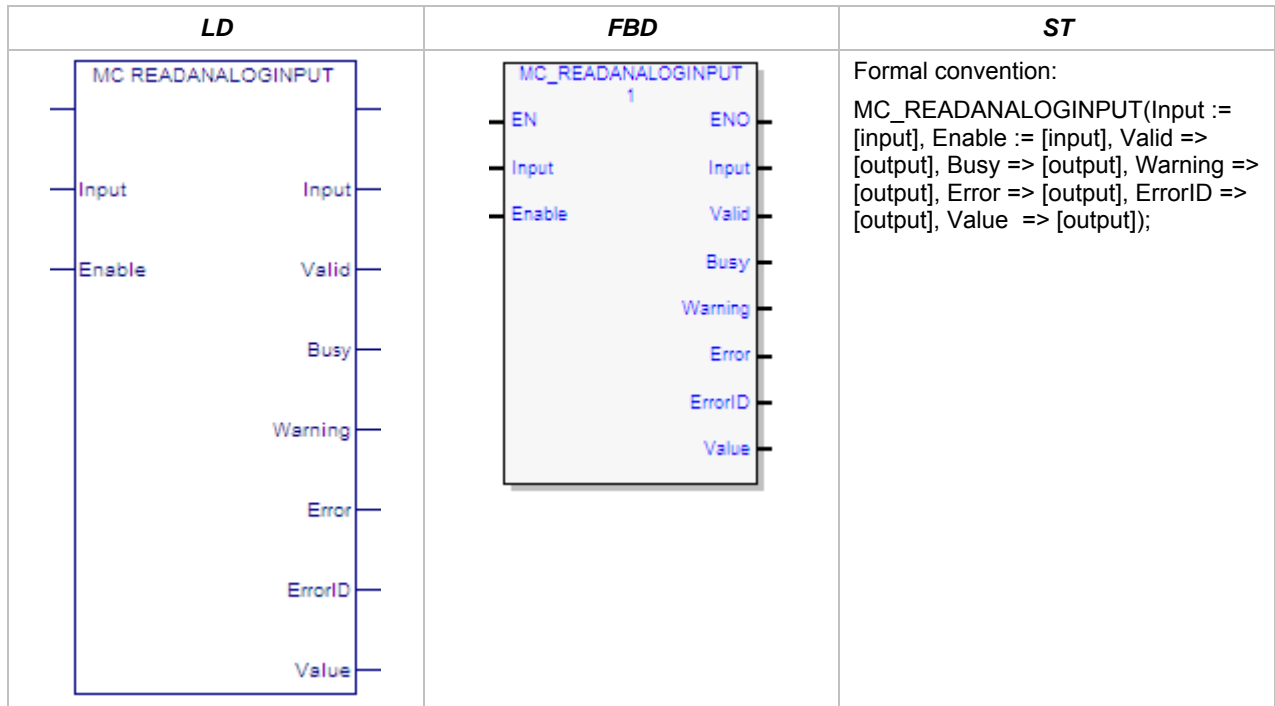 LD
FBD
ST
MC READANALOGINPUT
Input Input
Enable Valid
Busy
Warning
Error
ErrorID
Value
MC_READANALOGINPUT
1
EN ENO
Input Input
Enable Valid
Busy
Warning
Error
ErrorID
Value
Formal convention:
MC_READANALOGINPUT(Input :=
[input], Enable := [input], Valid =>
[output], Busy => [output], Warning =>
[output], Error => [output], ErrorID =>
[output], Value => [output]);